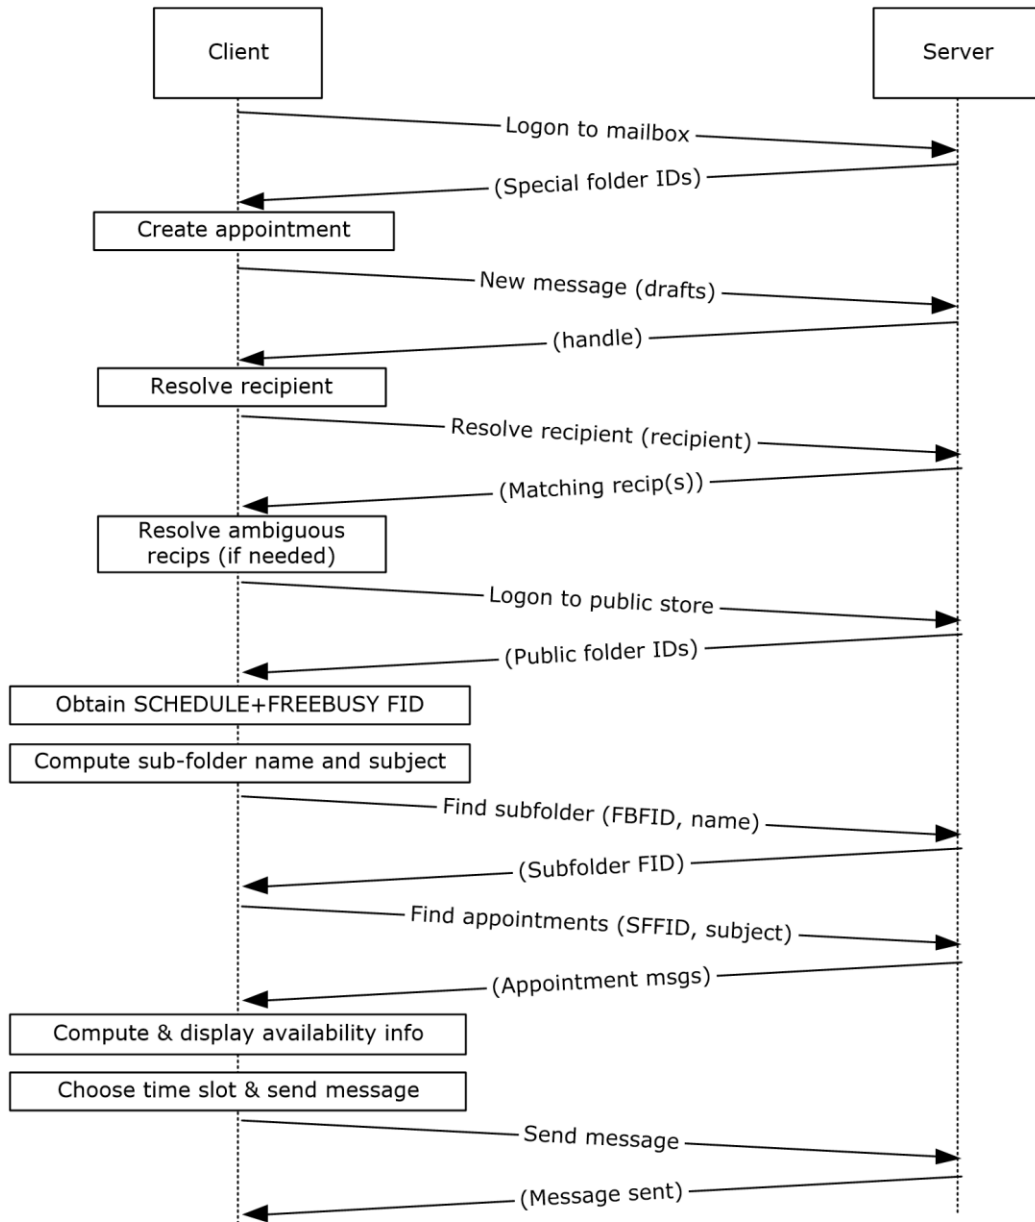 Client
Server
Logon to mailbox
(Special folder IDs)
Create appointment
New message (drafts)
(handle)
Resolve recipient
Resolve recipient (recipient)
(Matching recip(s))
Resolve ambiguous
recips (if needed)
Logon to public store
(Public folder IDs)
Obtain SCHEDULE+FREEBUSY FID
Compute sub-folder name and subject
Find subfolder (FBFID, name)
(Subfolder FID)
Find appointments (SFFID, subject)
(Appointment msgs)
Compute & display availability info
Choose time slot & send message
Send message
(Message sent)